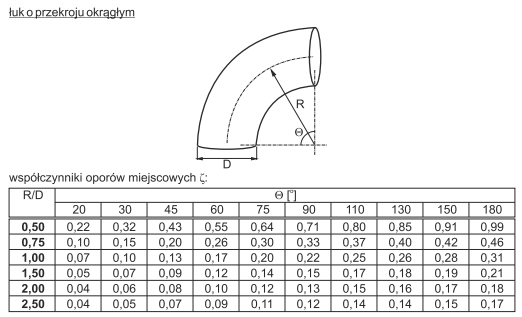 łuk o przekroju okrągłym
R
Θ
D
współczynniki oporów miejscowych ζ:
R/D Θ [°]
20 30 45 60 75 90 110 130 150 180
0,50 0,22 0,32 0,43 0,55 0,64 0,71 0,80 0,85 0,91 0,99
0,75 0,10 0,15 0,20 0,26 0,30 0,33 0,37 0,40 0,42 0,46
1,00 0,07 0,10 0,13 0,17 0,20 0,22 0,25 0,26 0,28 0,31
1,50 0,05 0,07 0,09 0,12 0,14 0,15 0,17 0,18 0,19 0,21
2,00 0,04 0,06 0,08 0,10 0,12 0,13 0,15 0,16 0,17 0,18
2,50 0,04 0,05 0,07 0,09 0,11 0,12 0,14 0,14 0,15 0,17